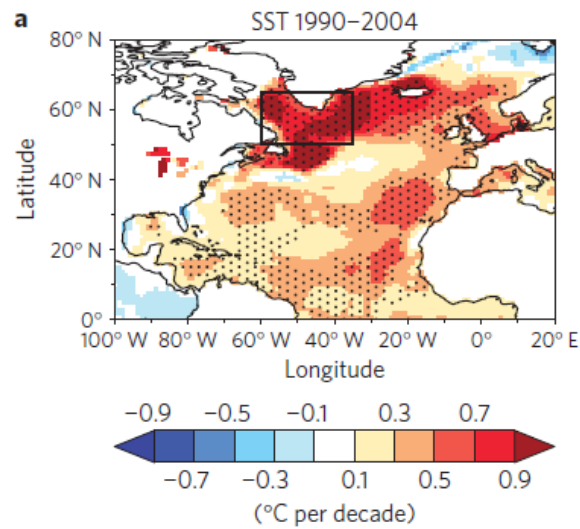 a SST 1990–2004
80° N
60° N
40° N
20° N
0°
Latitude
100° W 80° W 60° W 40° W 20° W 0° 20° E
Longitude
−0.9 −0.5 −0.1 0.3 0.7
−0.7 −0.3 0.1 0.5 0.9
(°C per decade)